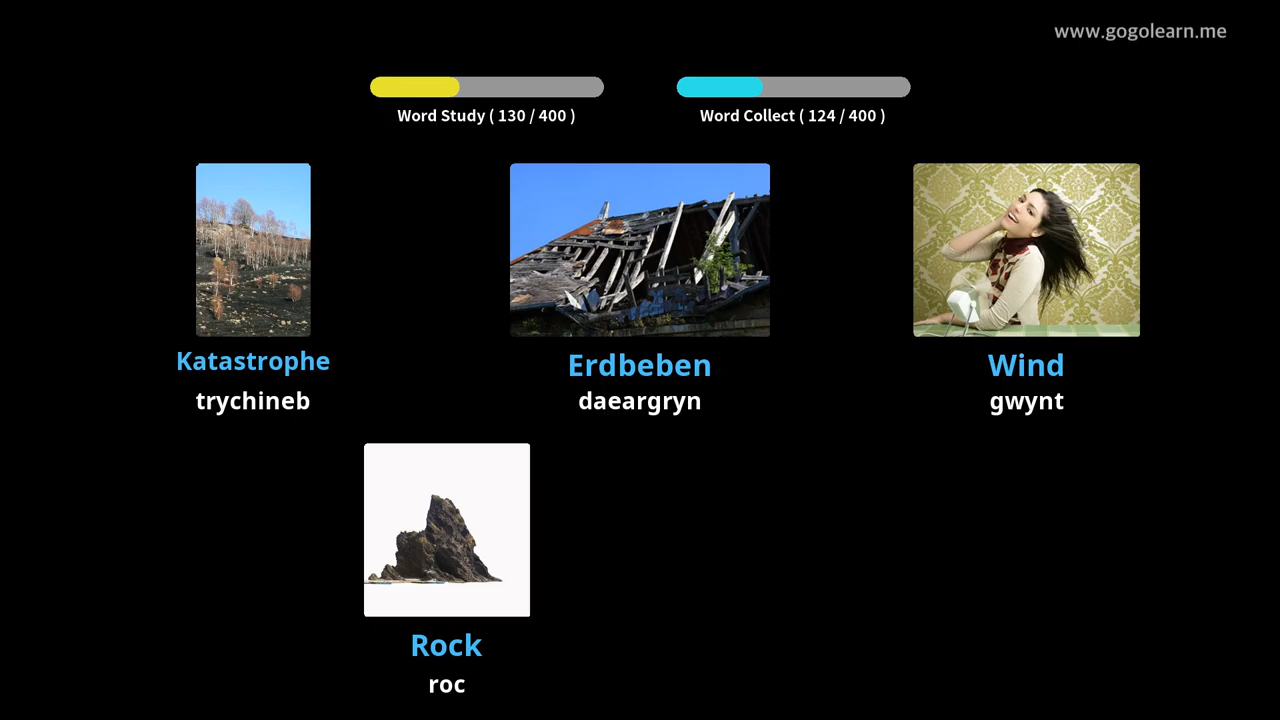 www.gogolearn.me
Word Study ( 130 / 400 )
Word Collect ( 124 / 400 )
Katastrophe
trychineb
Erdbeben
daeargryn
Wind
gwynt
Rock
roc